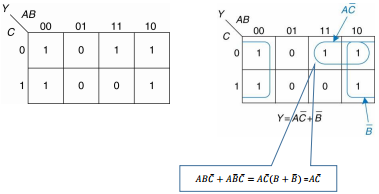 Y AB
C 00 01 11 10
0 1 0 1 1
1 1 0 0 1
Y AB AC̅
C 00 01 11 10
0 1 0 1 1
1 1 0 0 1
Y = AC̅ + B̅ B̅
ABC̅ + AB̅C̅ = AC̅(B + B̅) =AC̅